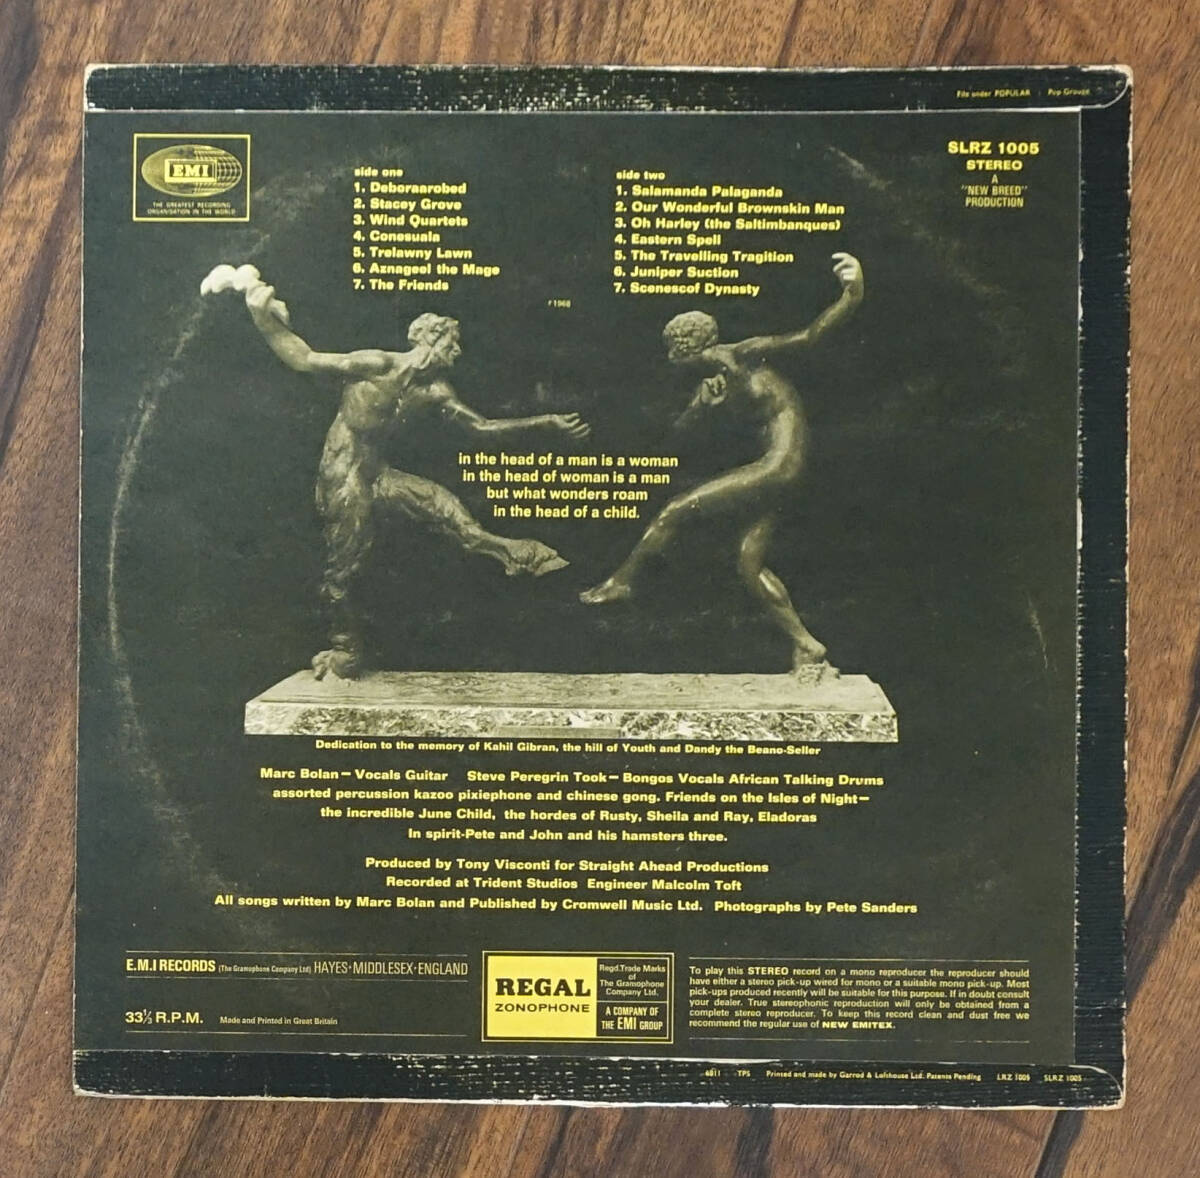 File under POPULAR Pop Groups
EMI
THE GREATEST RECORDING
ORGANISATION IN THE WORLD
SLRZ 1005
STEREO
A
"NEW BREED"
PRODUCTION
side one
1. Deboraarobed
2. Stacey Grove
3. Wind Quartets
4. Conesuala
5. Trelawny Lawn
6. Aznageel the Mage
7. The Friends
side two
1. Salamanda Palaganda
2. Our Wonderful Brownskin Man
3. Oh Harley (the Saltimbanques)
4. Eastern Spell
5. The Travelling Tragition
6. Juniper Suction
7. Scenescof Dynasty
1968
in the head of a man is a woman
in the head of woman is a man
but what wonders roam
in the head of a child.
Dedication to the memory of Kahil Gibran, the hill of Youth and Dandy the Beano-Seller
Marc Bolan—Vocals Guitar Steve Peregrin Took—Bongos Vocals African Talking Drums
assorted percussion kazoo pixiephone and chinese gong. Friends on the Isles of Night—
the incredible June Child, the hordes of Rusty, Sheila and Ray, Eladoras
In spirit-Pete and John and his hamsters three.
Produced by Tony Visconti for Straight Ahead Productions
Recorded at Trident Studios Engineer Malcolm Toft
All songs written by Marc Bolan and Published by Cromwell Music Ltd. Photographs by Pete Sanders
E.M.I RECORDS (The Gramophone Company Ltd) HAYES·MIDDLESEX·ENGLAND
33⅓ R.P.M. Made and Printed in Great Britain
REGAL
ZONOPHONE
Regd. Trade Marks
of
The Gramophone
Company Ltd.
A COMPANY OF
THE EMI GROUP
To play this STEREO record on a mono reproducer the reproducer should
have either a stereo pick-up wired for mono or a suitable mono pick-up. Most
pick-ups produced recently will be suitable for this purpose. If in doubt consult
your dealer. True stereophonic reproduction will only be obtained from a
complete stereo reproducer. To keep this record clean and dust free we
recommend the regular use of NEW EMITEX.
6811 TPS Printed and made by Garrod & Lofthouse Ltd. Patents Pending LRZ 1005 SLRZ 1005